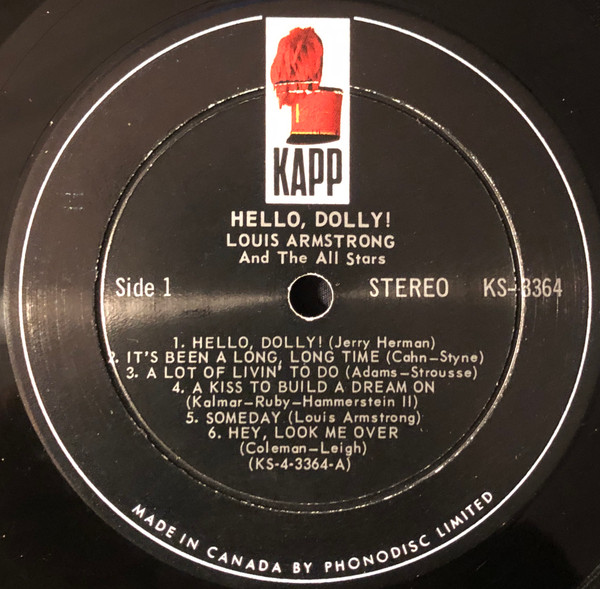 KAPP
HELLO, DOLLY!
LOUIS ARMSTRONG
And The All Stars
Side 1 STEREO KS-3364
1. HELLO, DOLLY! (Jerry Herman)
2. IT'S BEEN A LONG, LONG TIME (Cahn-Styne)
3. A LOT OF LIVIN' TO DO (Adams-Strousse)
4. A KISS TO BUILD A DREAM ON
(Kalmar-Ruby-Hammerstein II)
5. SOMEDAY (Louis Armstrong)
6. HEY, LOOK ME OVER
(Coleman-Leigh)
(KS-4-3364-A)
MADE IN CANADA BY PHONODISC LIMITED